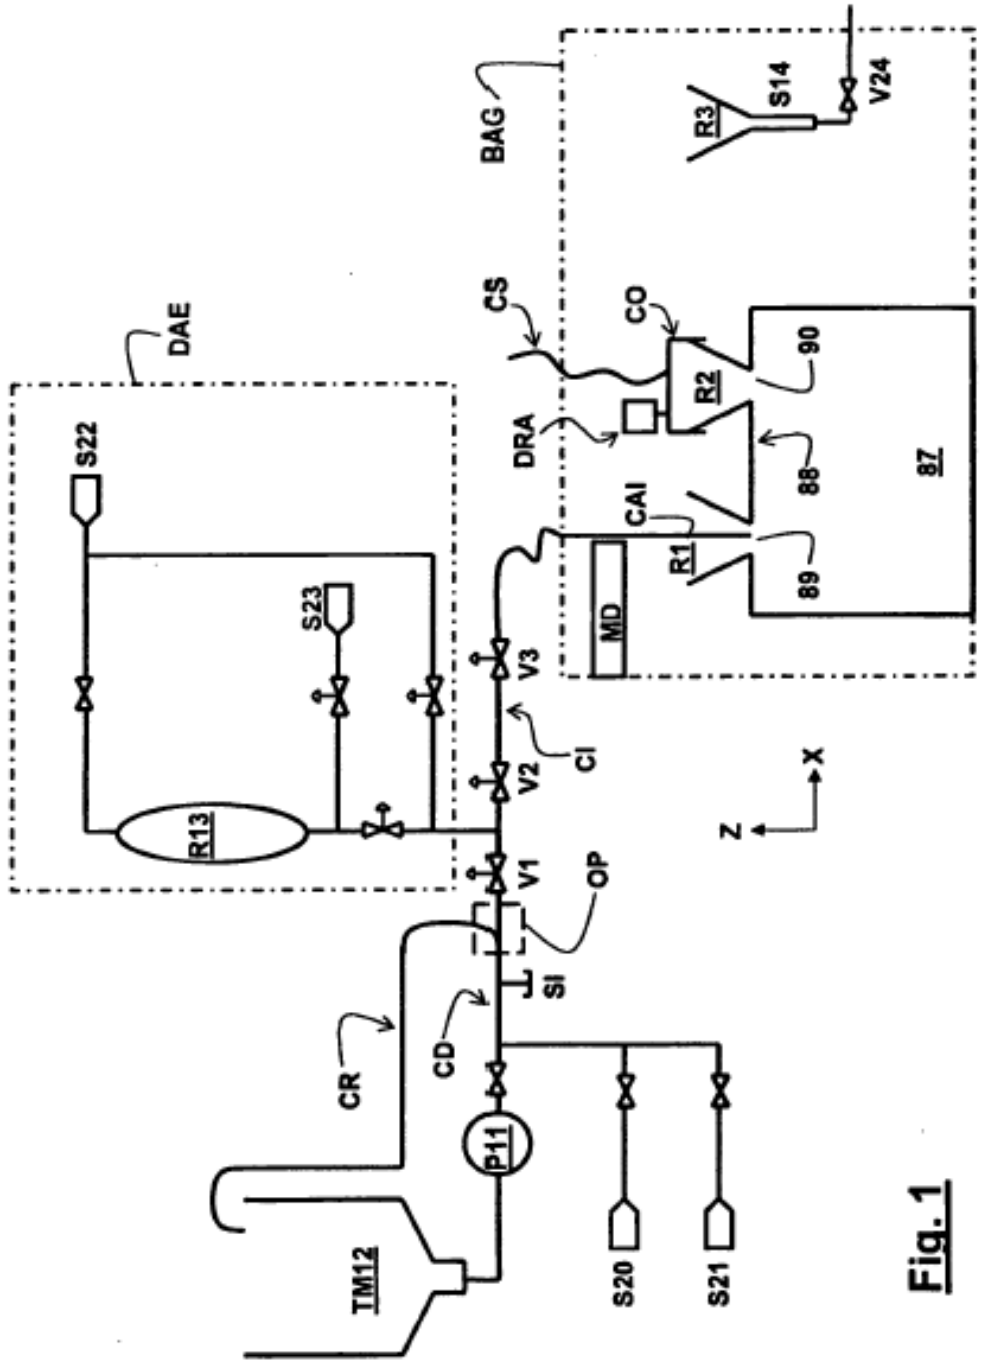 S22
DAE
S23
R13
BAG
R3
S14
V24
CS
CO
DRA
R2
90
CAI
88
R1
87
89
MD
V3
CI
V2
X
Z
V1
OP
SI
CR
CD
P11
TM12
S20
S21
Fig. 1